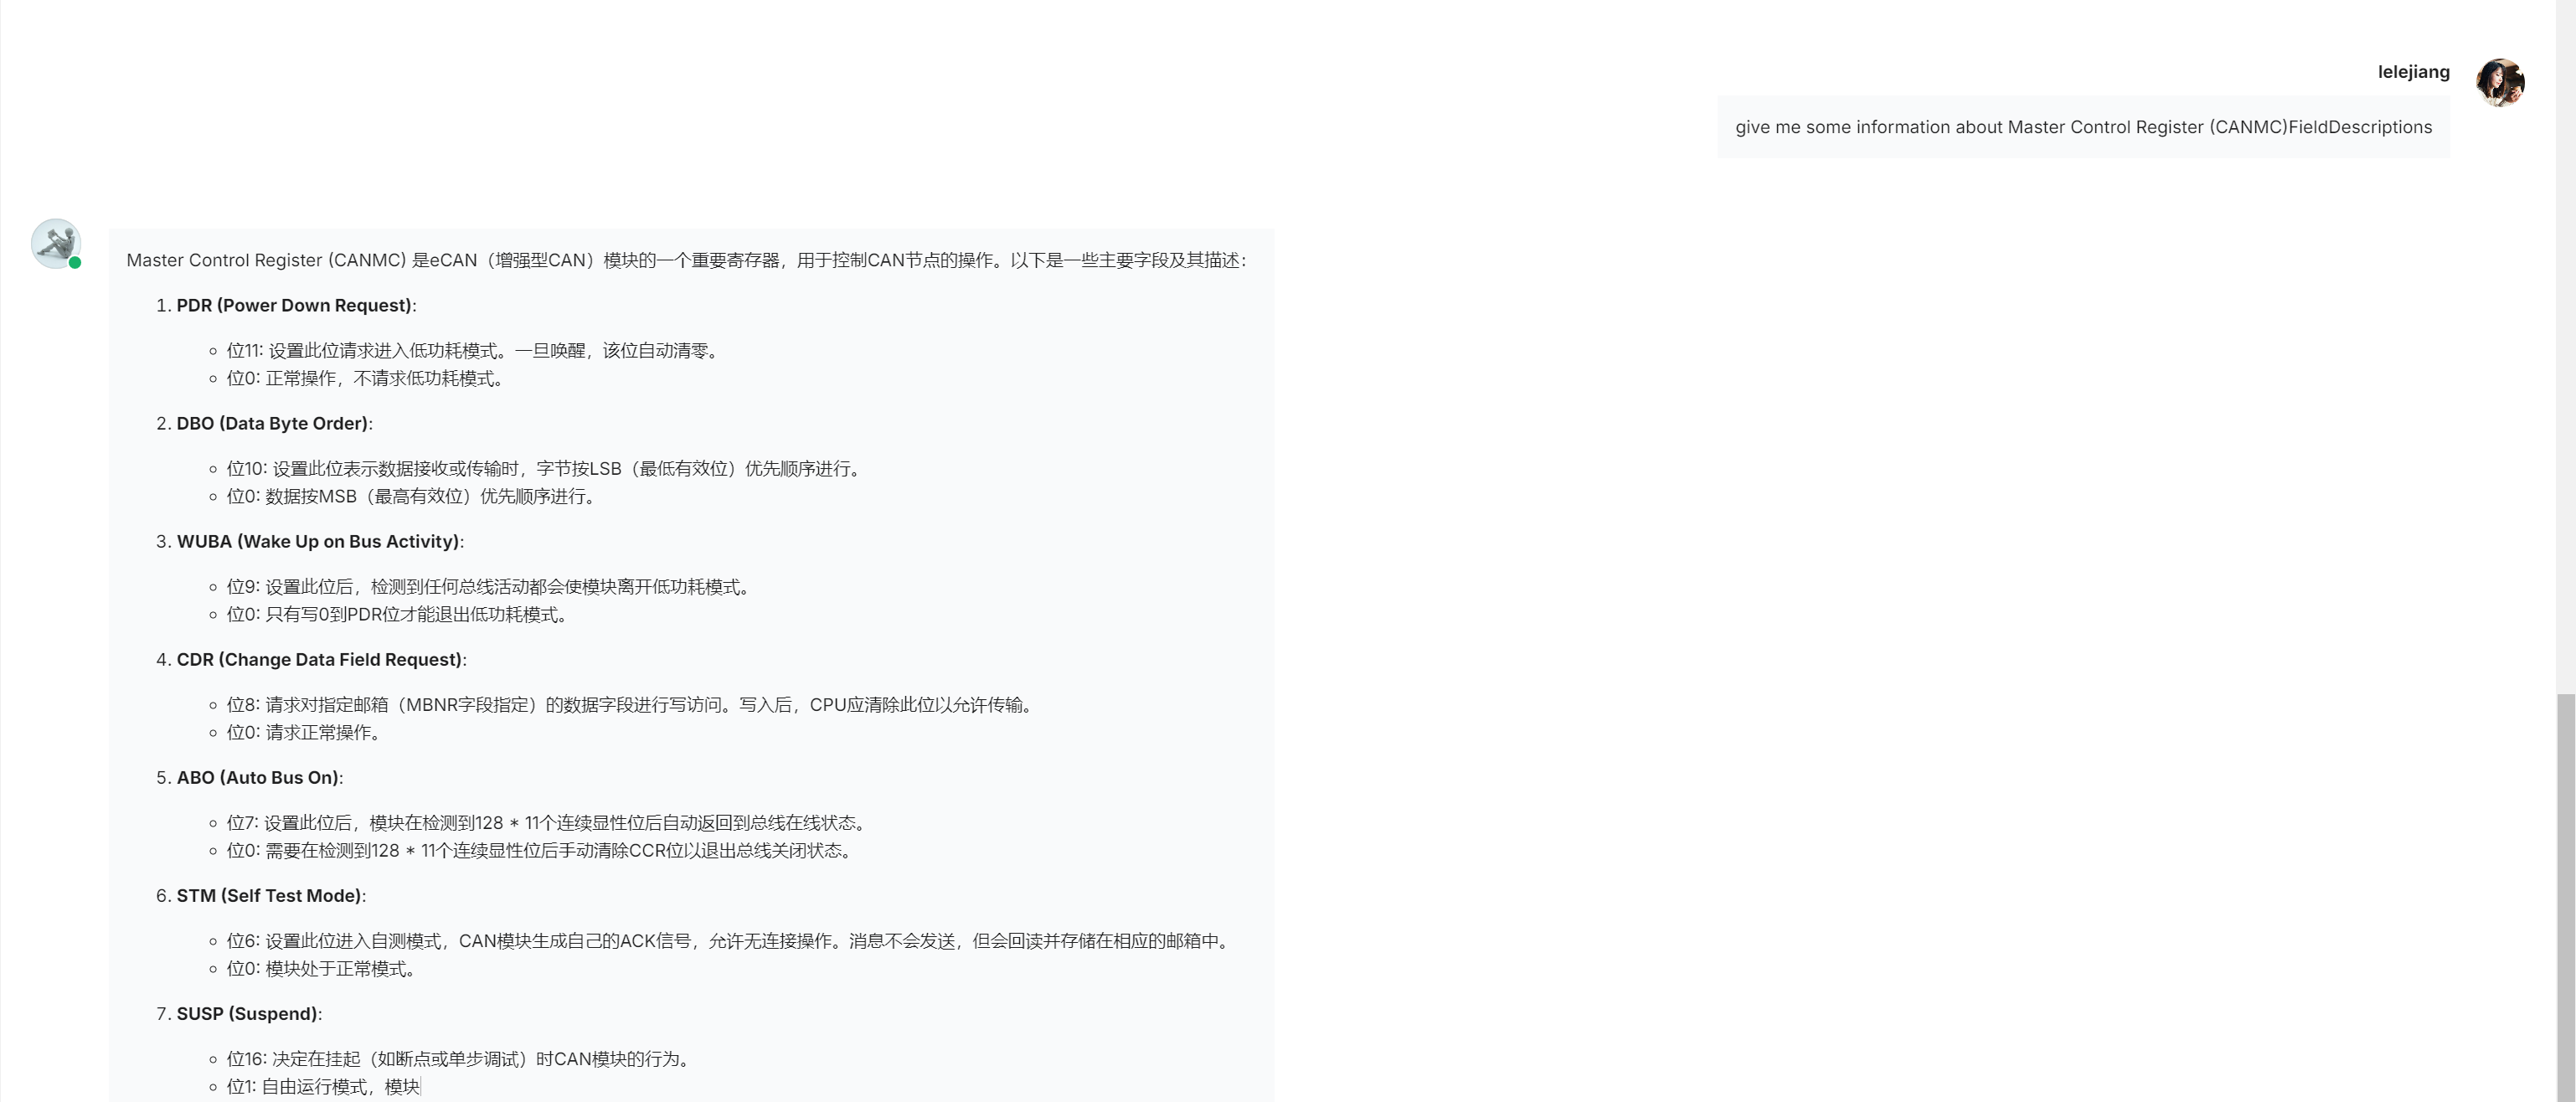 lelejiang
give me some information about Master Control Register (CANMC)FieldDescriptions
Master Control Register (CANMC) 是eCAN（增强型CAN）模块的一个重要寄存器，用于控制CAN节点的操作。以下是一些主要字段及其描述：
1. PDR (Power Down Request):
位11: 设置此位请求进入低功耗模式。一旦唤醒，该位自动清零。
位0: 正常操作，不请求低功耗模式。
2. DBO (Data Byte Order):
位10: 设置此位表示数据接收或传输时，字节按LSB（最低有效位）优先顺序进行。
位0: 数据按MSB（最高有效位）优先顺序进行。
3. WUBA (Wake Up on Bus Activity):
位9: 设置此位后，检测到任何总线活动都会使模块离开低功耗模式。
位0: 只有写0到PDR位才能退出低功耗模式。
4. CDR (Change Data Field Request):
位8: 请求对指定邮箱（MBNR字段指定）的数据字段进行写访问。写入后，CPU应清除此位以允许传输。
位0: 请求正常操作。
5. ABO (Auto Bus On):
位7: 设置此位后，模块在检测到128 * 11个连续显性位后自动返回到总线在线状态。
位0: 需要在检测到128 * 11个连续显性位后手动清除CCR位以退出总线关闭状态。
6. STM (Self Test Mode):
位6: 设置此位进入自测模式，CAN模块生成自己的ACK信号，允许无连接操作。消息不会发送，但会回读并存储在相应的邮箱中。
位0: 模块处于正常模式。
7. SUSP (Suspend):
位16: 决定在挂起（如断点或单步调试）时CAN模块的行为。
位1: 自由运行模式，模块